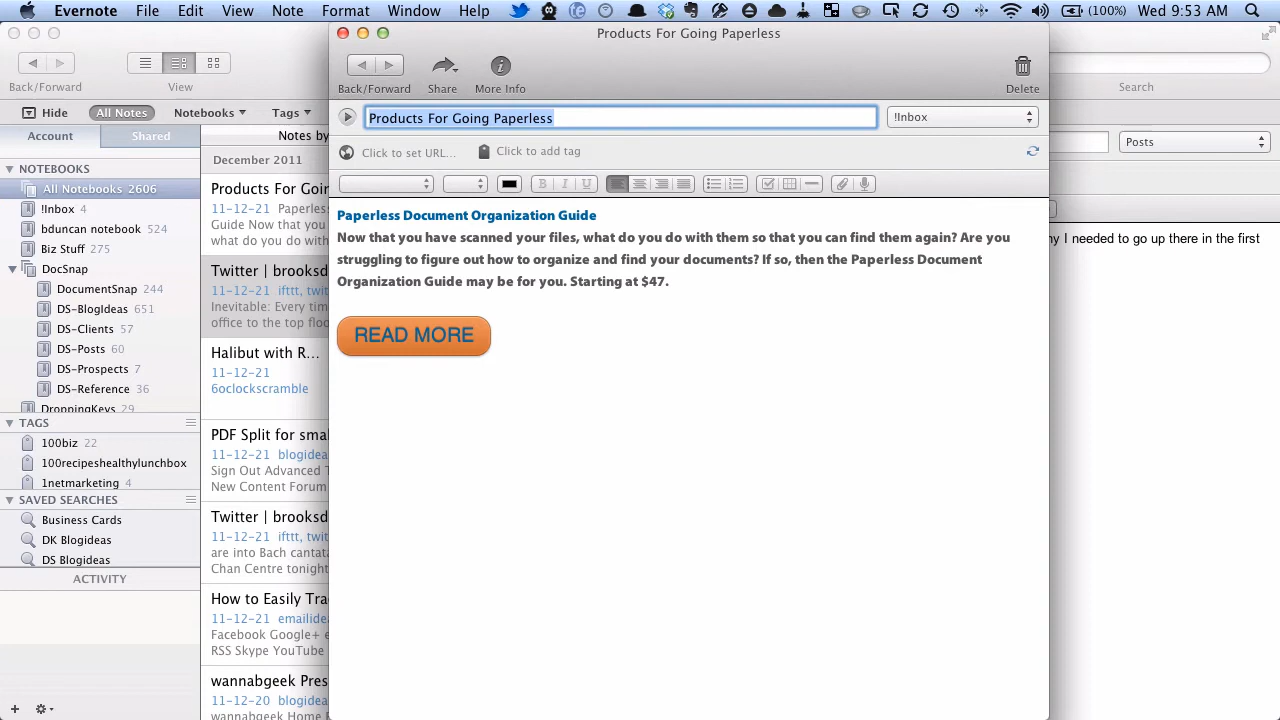 Evernote File Edit View Note Format Window Help (100%) Wed 9:53 AM
Back/Forward View
Hide All Notes Notebooks Tags
Account Shared
NOTEBOOKS
All Notebooks 2606
!Inbox 4
bduncan notebook 524
Biz Stuff 275
DocSnap
DocumentSnap 244
DS-BlogIdeas 651
DS-Clients 57
DS-Posts 60
DS-Prospects 7
DS-Reference 36
DroppingKeys 29
TAGS
100biz 22
100recipeshealthylunchbox
1netmarketing 4
SAVED SEARCHES
Business Cards
DK Blogideas
DS Blogideas
ACTIVITY
Notes by
December 2011
Products For Goin
11-12-21 Paperles
Guide Now that you h
what do you do with
Twitter | brooksd
11-12-21 ifttt, twit
Inevitable: Every time
office to the top floo
Halibut with R...
11-12-21
6oclockscramble
PDF Split for smal
11-12-21 blogidea
Sign Out Advanced T
New Content Forum
Twitter | brooksd
11-12-21 ifttt, twit
are into Bach cantata
Chan Centre tonight
How to Easily Tra
11-12-21 emailide
Facebook Google+ e
RSS Skype YouTube
wannabgeek Pres
11-12-20 blogidea
wannabgeek Home
Products For Going Paperless
Back/Forward Share More Info Delete
Products For Going Paperless !Inbox
Click to set URL... Click to add tag
B I U
Paperless Document Organization Guide
Now that you have scanned your files, what do you do with them so that you can find them again? Are you
struggling to figure out how to organize and find your documents? If so, then the Paperless Document
Organization Guide may be for you. Starting at $47.
READ MORE
Search
Posts
y I needed to go up there in the first